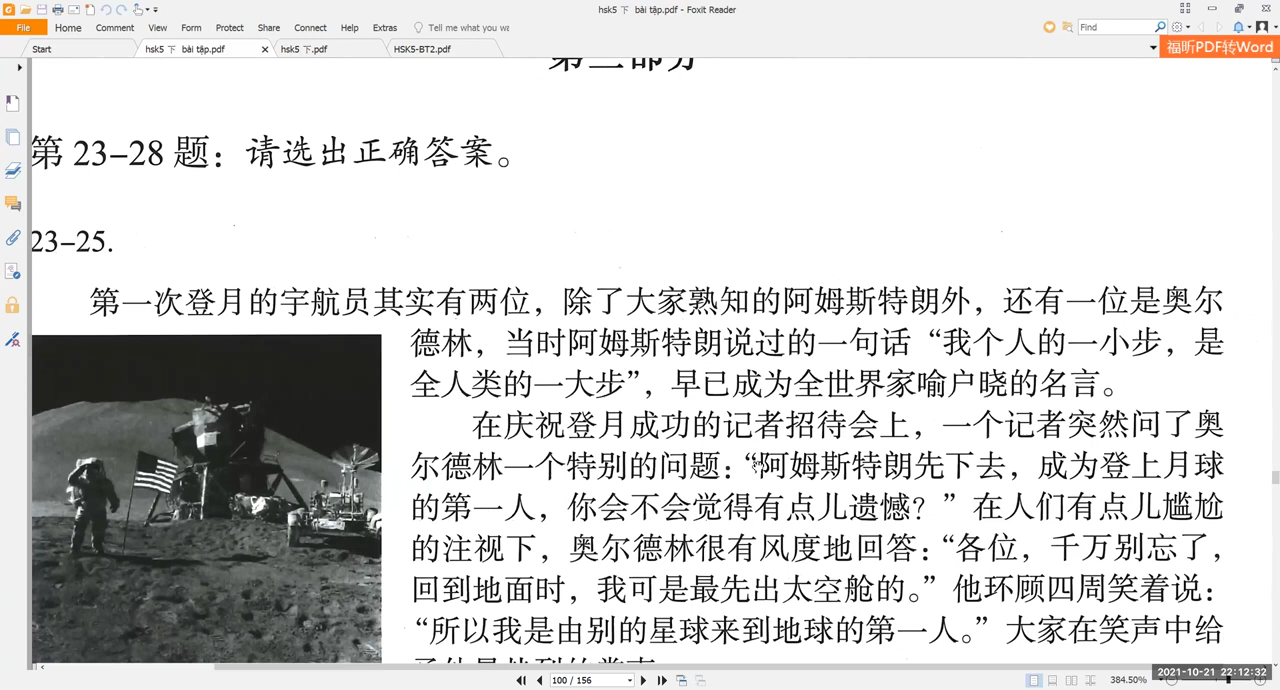 hsk5 下 bài tập.pdf - Foxit Reader
File Home Comment View Form Protect Share Connect Help Extras Tell me what you wa
Find
Start hsk5 下 bài tập.pdf hsk5 下.pdf HSK5-BT2.pdf
福昕PDF转Word
第 23–28 题：请选出正确答案。
23–25.
第一次登月的宇航员其实有两位，除了大家熟知的阿姆斯特朗外，还有一位是奥尔
德林，当时阿姆斯特朗说过的一句话“我个人的一小步，是
全人类的一大步”，早已成为全世界家喻户晓的名言。
在庆祝登月成功的记者招待会上，一个记者突然问了奥
尔德林一个特别的问题：“阿姆斯特朗先下去，成为登上月球
的第一人，你会不会觉得有点儿遗憾？”在人们有点儿尴尬
的注视下，奥尔德林很有风度地回答：“各位，千万别忘了，
回到地面时，我可是最先出太空舱的。”他环顾四周笑着说：
“所以我是由别的星球来到地球的第一人。”大家在笑声中给
100 / 156
2021-10-21 22:12:32
384.50%